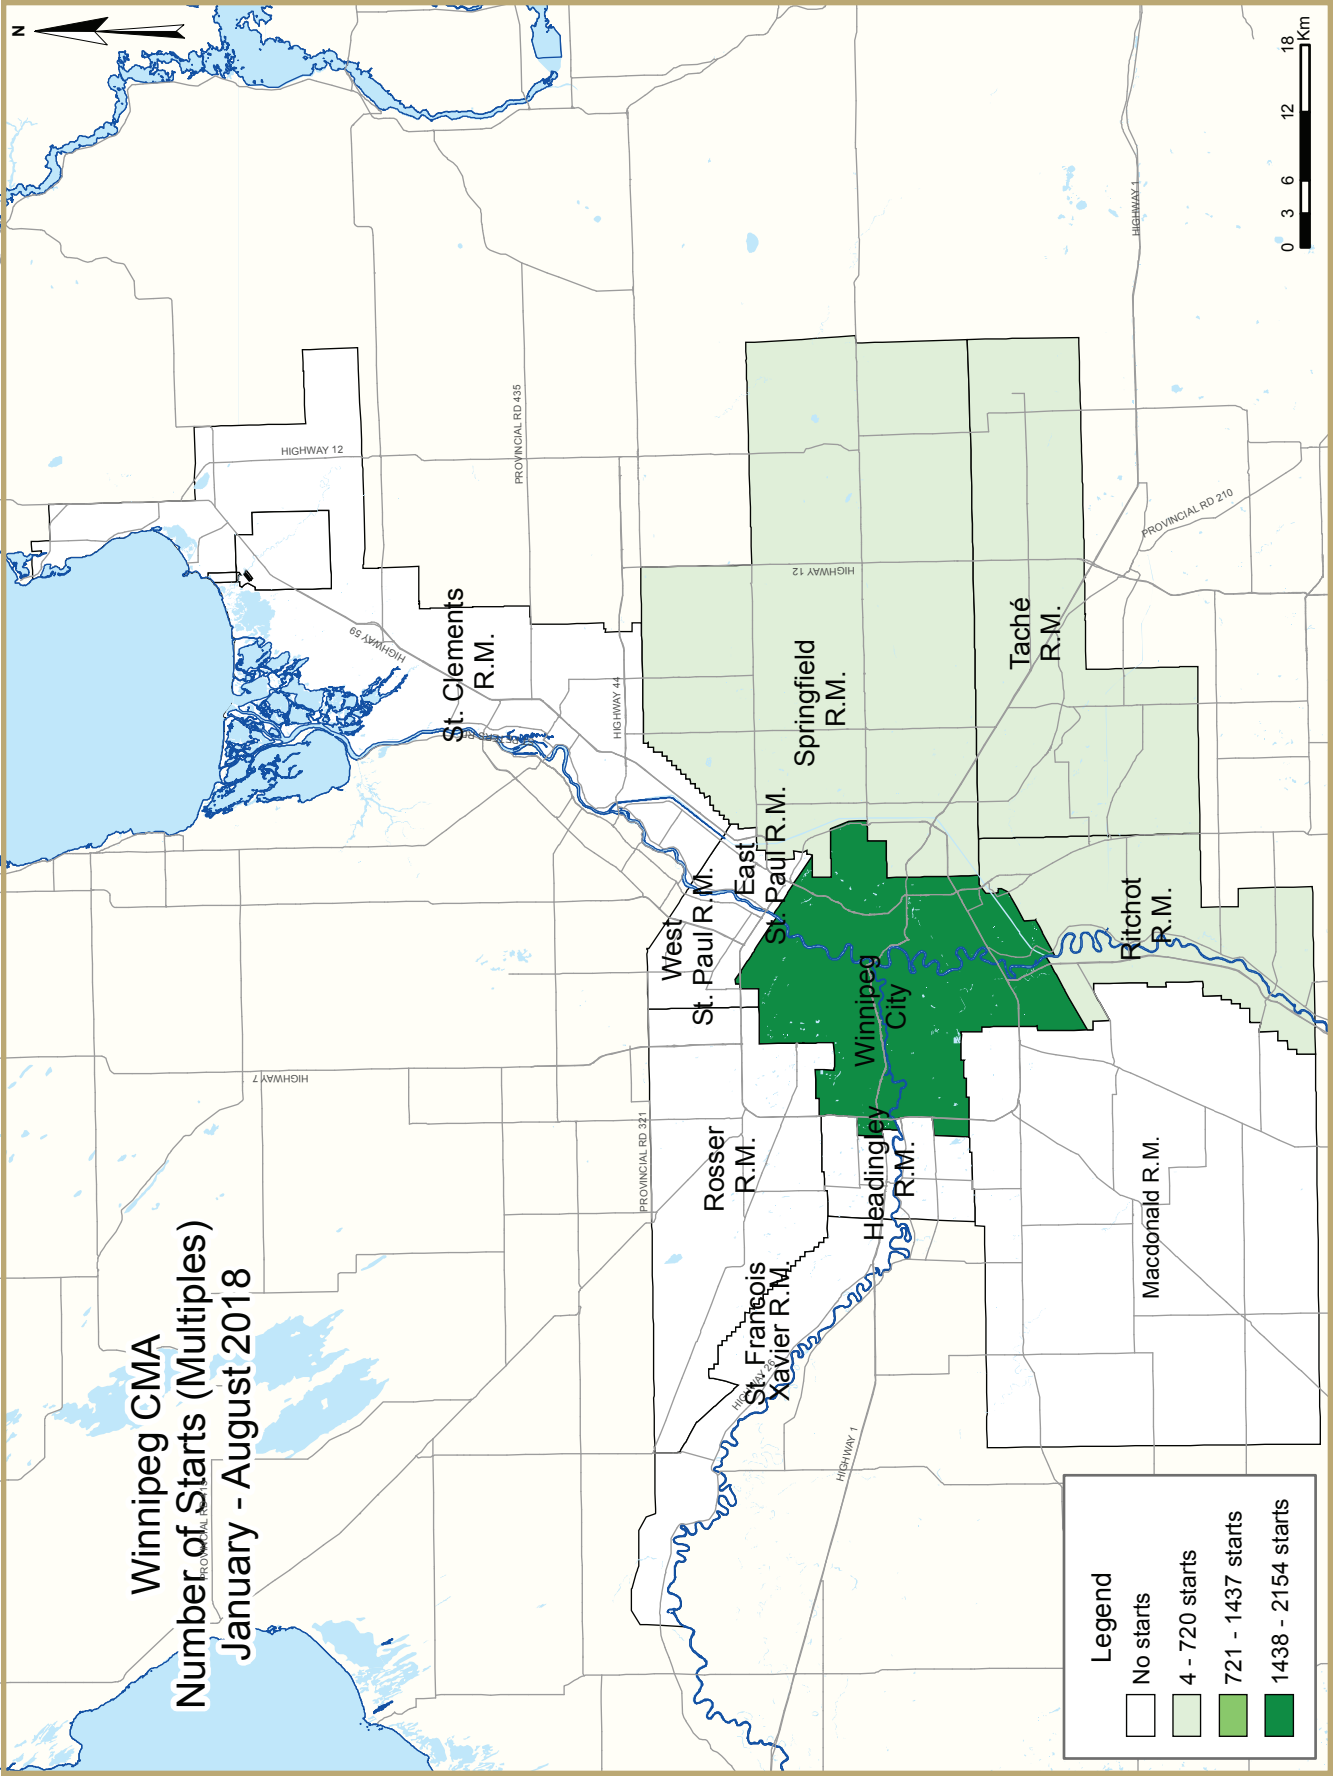 Winnipeg CMA
Number of Starts (Multiples)
January - August 2018
N
HIGHWAY 12
PROVINCIAL RD 435
HIGHWAY 59
St. Clements
R.M.
HIGHWAY 44
HIGHWAY 7
PROVINCIAL RD 321
West
St. Paul R.M.
East
St. Paul R.M.
Rosser
R.M.
St. Francois
Xavier R.M.
HIGHWAY 26
HIGHWAY 12
Springfield
R.M.
Winnipeg
City
Headingley
R.M.
HIGHWAY 1
Taché
R.M.
HIGHWAY 1
PROVINCIAL RD 210
Ritchot
R.M.
Macdonald R.M.
Legend
No starts
4 - 720 starts
721 - 1437 starts
1438 - 2154 starts
0 3 6 12 18
Km